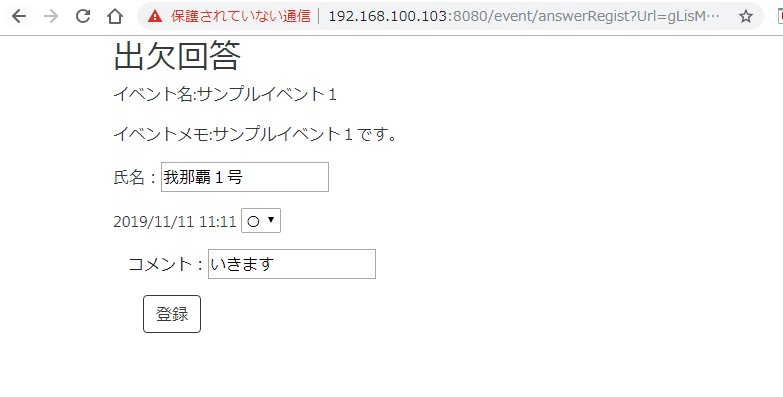 保護されていない通信 192.168.100.103:8080/event/answerRegist?Url=gLisM…
出欠回答
イベント名:サンプルイベント１
イベントメモ:サンプルイベント１です。
氏名：我那覇１号
2019/11/11 11:11 ○
コメント：いきます
登録